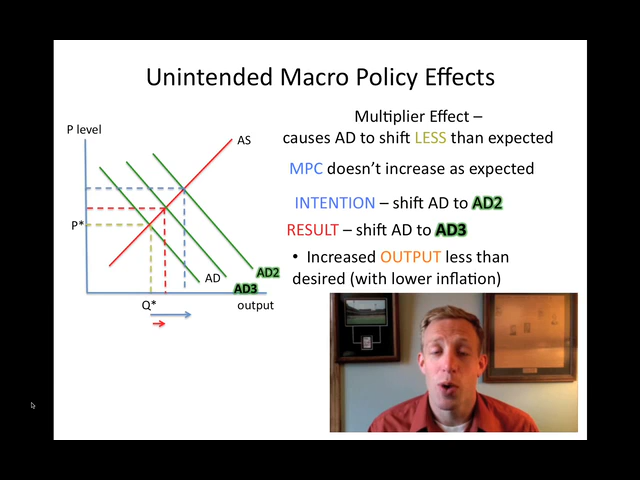 Unintended Macro Policy Effects
Multiplier Effect –
causes AD to shift LESS than expected
MPC doesn't increase as expected
INTENTION – shift AD to AD2
RESULT – shift AD to AD3
• Increased OUTPUT less than
desired (with lower inflation)
P level
AS
P*
AD
AD2
AD3
Q*
output